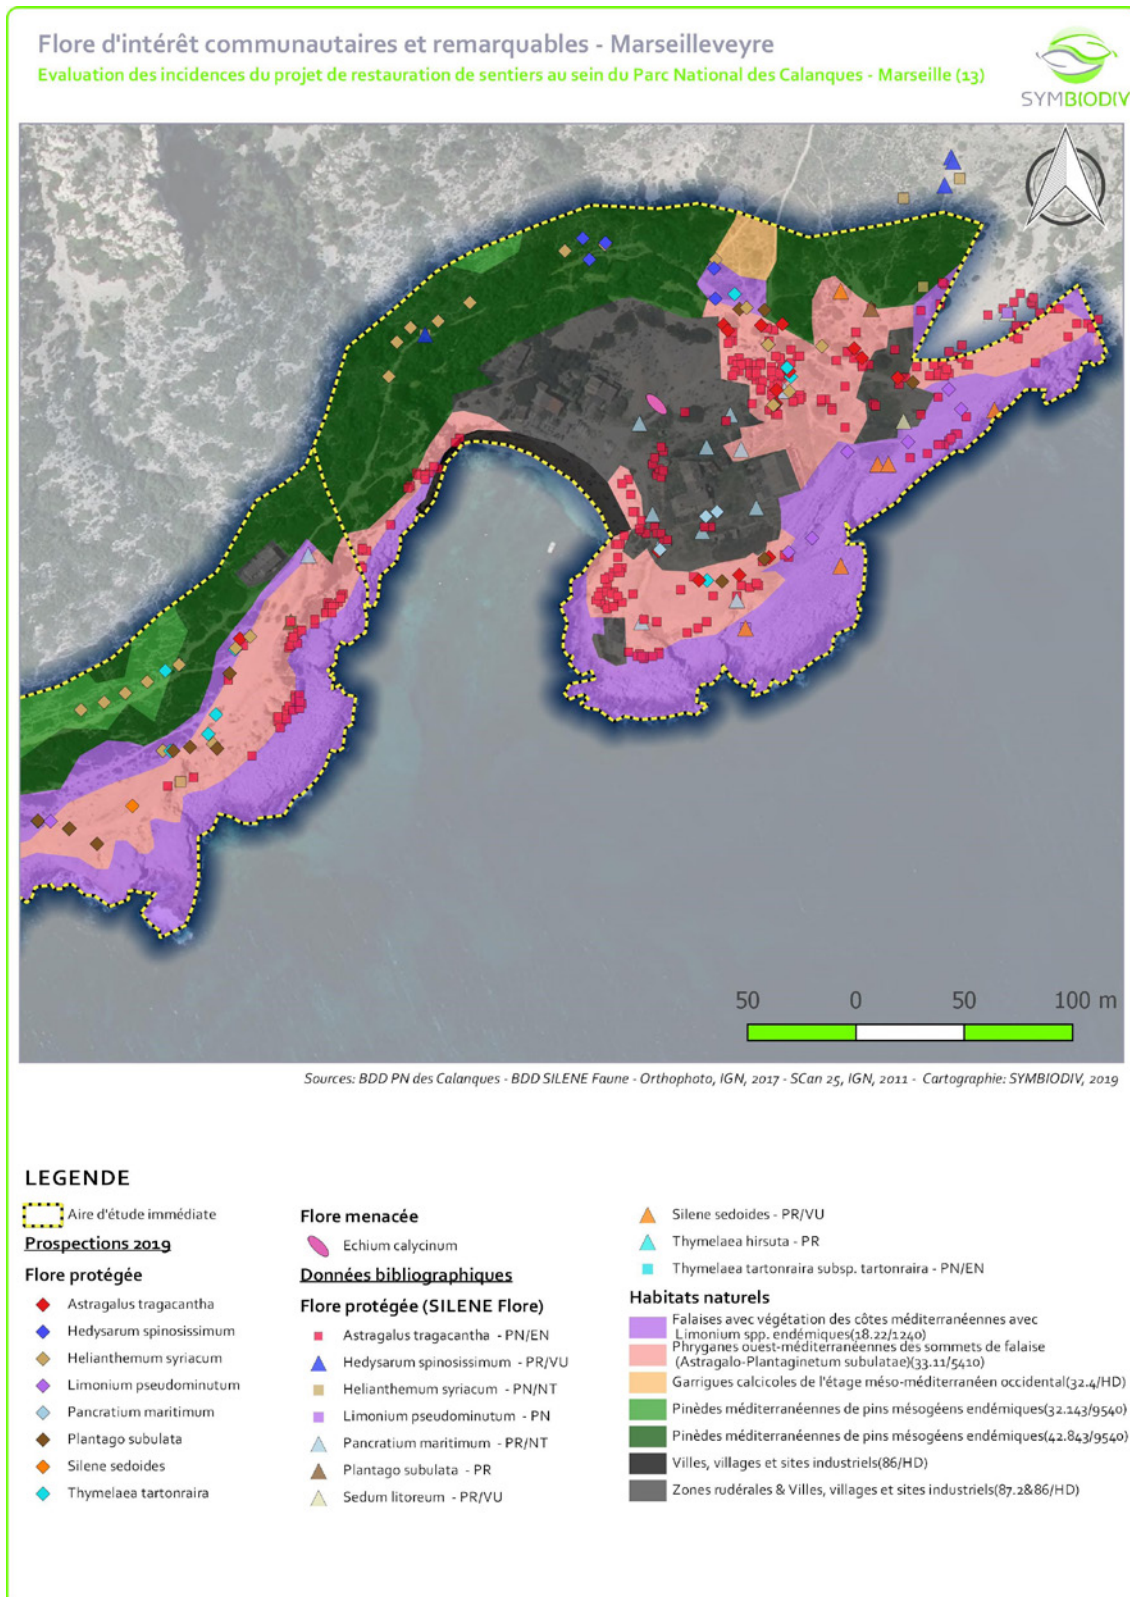 Flore d'intérêt communautaires et remarquables - Marseilleveyre
Evaluation des incidences du projet de restauration de sentiers au sein du Parc National des Calanques - Marseille (13)
SYMBIODIV
50 0 50 100 m
Sources: BDD PN des Calanques - BDD SILENE Faune - Orthophoto, IGN, 2017 - SCan 25, IGN, 2011 - Cartographie: SYMBIODIV, 2019
LEGENDE
Aire d'étude immédiate
Prospections 2019
Flore protégée
Astragalus tragacantha
Hedysarum spinosissimum
Helianthemum syriacum
Limonium pseudominutum
Pancratium maritimum
Plantago subulata
Silene sedoides
Thymelaea tartonraira
Flore menacée
Echium calycinum
Données bibliographiques
Flore protégée (SILENE Flore)
Astragalus tragacantha - PN/EN
Hedysarum spinosissimum - PR/VU
Helianthemum syriacum - PN/NT
Limonium pseudominutum - PN
Pancratium maritimum - PR/NT
Plantago subulata - PR
Sedum litoreum - PR/VU
Silene sedoides - PR/VU
Thymelaea hirsuta - PR
Thymelaea tartonraira subsp. tartonraira - PN/EN
Habitats naturels
Falaises avec végétation des côtes méditerranéennes avec
Limonium spp. endémiques(18.22/1240)
Phryganes ouest-méditerranéennes des sommets de falaise
(Astragalo-Plantaginetum subulatae)(33.11/5410)
Garrigues calcicoles de l'étage méso-méditerranéen occidental(32.4/HD)
Pinèdes méditerranéennes de pins mésogéens endémiques(32.143/9540)
Pinèdes méditerranéennes de pins mésogéens endémiques(42.843/9540)
Villes, villages et sites industriels(86/HD)
Zones rudérales & Villes, villages et sites industriels(87.2&86/HD)